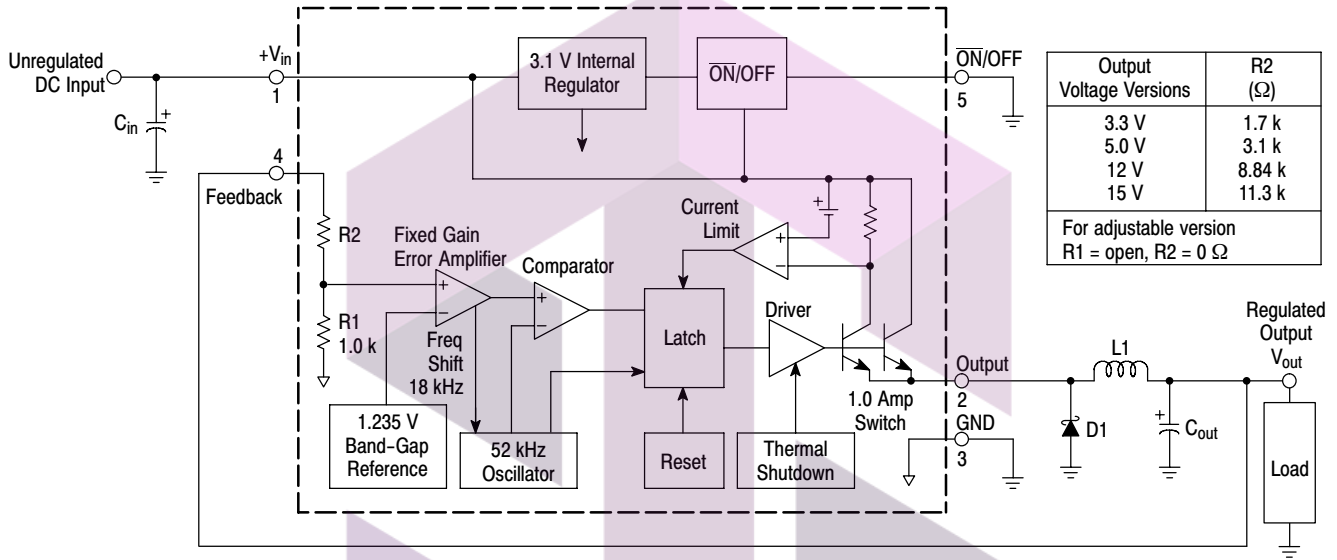 Unregulated
DC Input
+Vin
1
Cin
+
4
Feedback
3.1 V Internal
Regulator
ON/OFF
ON/OFF
5
Output
Voltage Versions
R2
(Ω)
3.3 V
1.7 k
5.0 V
3.1 k
12 V
8.84 k
15 V
11.3 k
For adjustable version
R1 = open, R2 = 0 Ω
R2
Fixed Gain
Error Amplifier
Comparator
Current
Limit
+
+
−
+
−
+
−
R1
1.0 k
Freq
Shift
18 kHz
Latch
Driver
1.0 Amp
Switch
Output
2
GND
3
L1
Regulated
Output
Vout
D1
+
Cout
Load
1.235 V
Band-Gap
Reference
52 kHz
Oscillator
Reset
Thermal
Shutdown